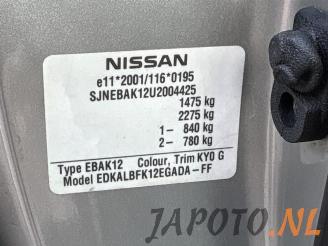 NISSAN
e11*2001/116*0195
SJNEBAK12U2004425
1475 kg
2275 kg
1- 840 kg
2- 780 kg
Type EBAK12 Colour, Trim KY0 G
Model EDKALBFK12EGADA-FF
JAPOTO.NL